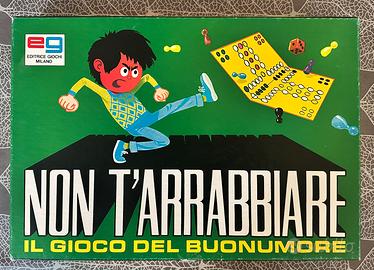 eg
EDITRICE GIOCHI
MILANO
NON T'ARRABBIARE
IL GIOCO DEL BUONUMORE